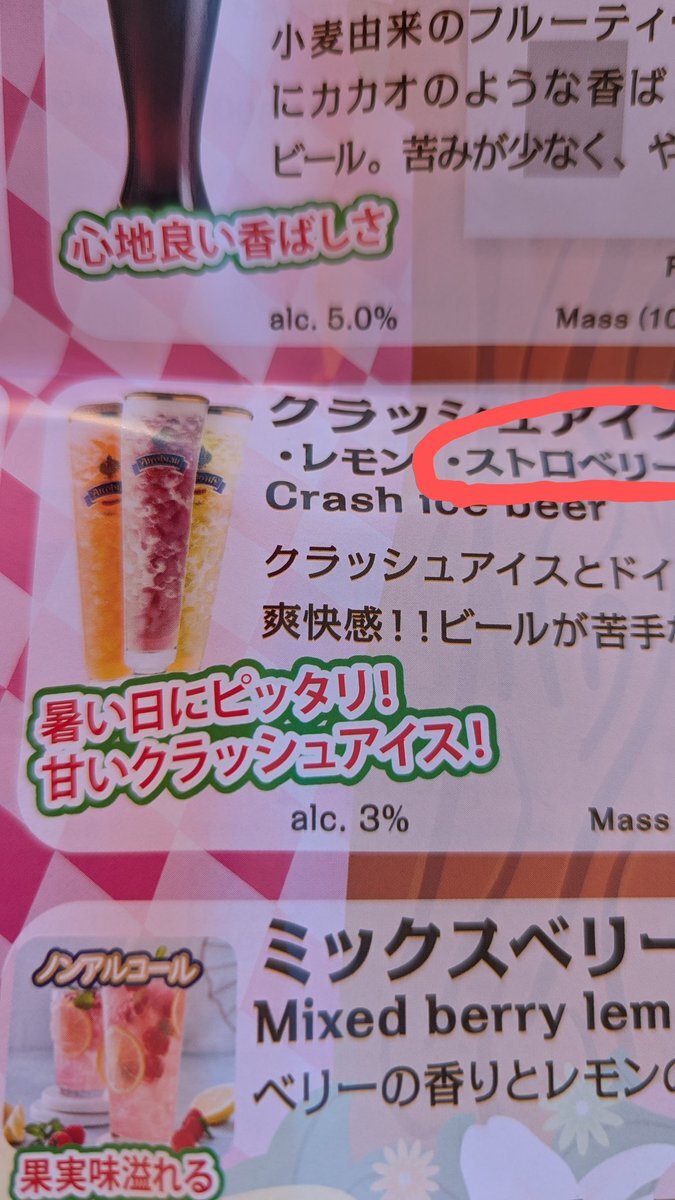 小麦由来のフルーティ
にカカオのような香ば
ビール。苦みが少なく、や
心地良い香ばしさ
alc. 5.0%
Mass (10
クラッシュアイ
・レモン ・ストロベリー
Crash ice beer
クラッシュアイスとドイ
爽快感!!ビールが苦手
暑い日にピッタリ!
甘いクラッシュアイス!
alc. 3%
Mass
ミックスベリー
ノンアルコール
Mixed berry lem
ベリーの香りとレモンの
果実味溢れる